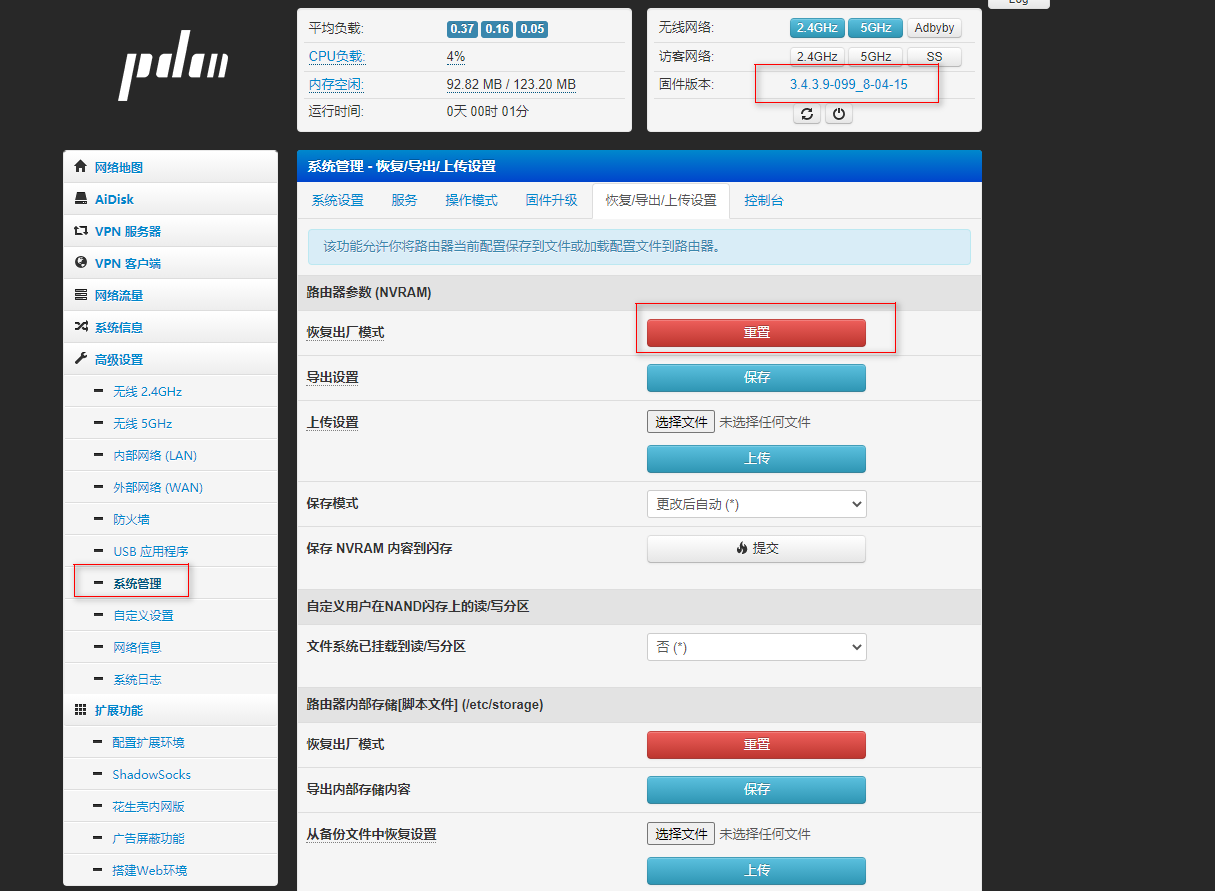 Log
pdm
平均负载: 0.37 0.16 0.05
CPU负载: 4%
内存空闲: 92.82 MB / 123.20 MB
运行时间: 0天 00时 01分
无线网络: 2.4GHz 5GHz Adbyby
访客网络: 2.4GHz 5GHz SS
固件版本: 3.4.3.9-099_8-04-15
网络地图
AiDisk
VPN 服务器
VPN 客户端
网络流量
系统信息
高级设置
无线 2.4GHz
无线 5GHz
内部网络 (LAN)
外部网络 (WAN)
防火墙
USB 应用程序
系统管理
自定义设置
网络信息
系统日志
扩展功能
配置扩展环境
ShadowSocks
花生壳内网版
广告屏蔽功能
搭建Web环境
系统管理 - 恢复/导出/上传设置
系统设置 服务 操作模式 固件升级 恢复/导出/上传设置 控制台
该功能允许你将路由器当前配置保存到文件或加载配置文件到路由器。
路由器参数 (NVRAM)
恢复出厂模式 重置
导出设置 保存
上传设置 选择文件 未选择任何文件
上传
保存模式 更改后自动 (*)
保存 NVRAM 内容到闪存 提交
自定义用户在NAND闪存上的读/写分区
文件系统已挂载到读/写分区 否 (*)
路由器内部存储[脚本文件] (/etc/storage)
恢复出厂模式 重置
导出内部存储内容 保存
从备份文件中恢复设置 选择文件 未选择任何文件
上传